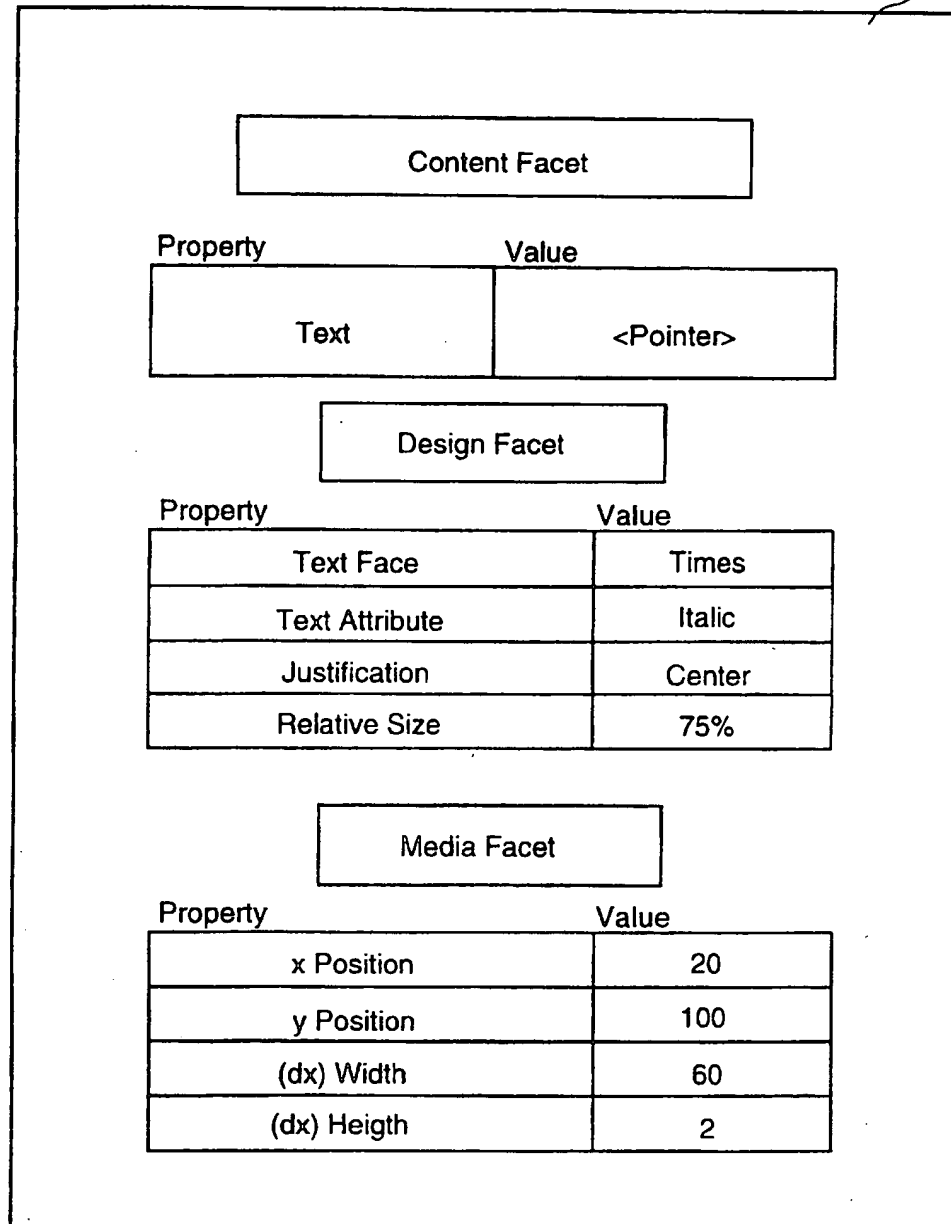 Content Facet
Property Value
Text <Pointer>
Design Facet
Property Value
Text Face Times
Text Attribute Italic
Justification Center
Relative Size 75%
Media Facet
Property Value
x Position 20
y Position 100
(dx) Width 60
(dx) Heigth 2